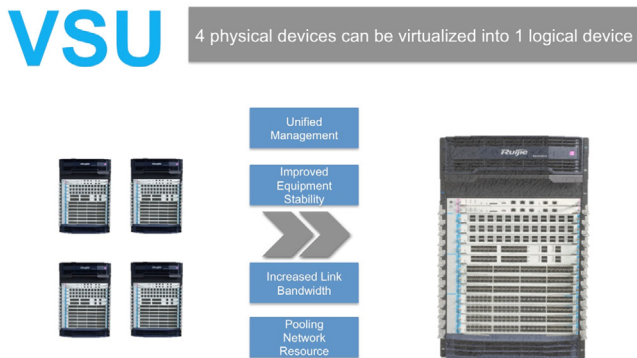 VSU
4 physical devices can be virtualized into 1 logical device
Unified
Management
Improved
Equipment
Stability
Increased Link
Bandwidth
Pooling
Network
Resource
Ruijie